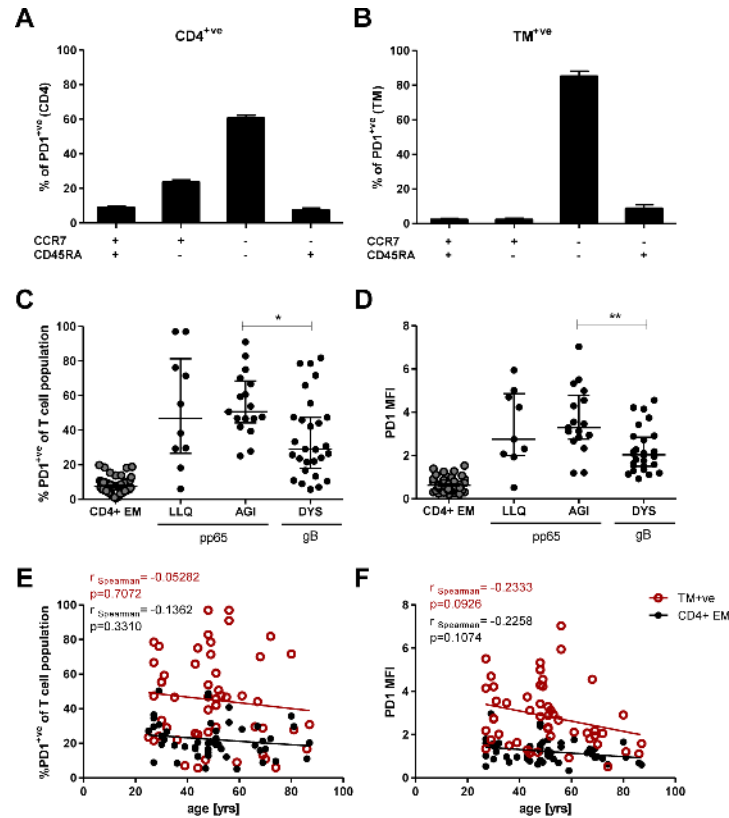 A
CD4+ve
% of PD1+ve (CD4)
100
80
60
40
20
0
CCR7 + + - -
CD45RA + - - +
B
TM+ve
% of PD1+ve (TM)
100
80
60
40
20
0
CCR7 + + - -
CD45RA + - - +
C
% PD1+ve of T cell population
100
80
60
40
20
0
*
CD4+ EM LLQ AGI DYS
pp65 gB
D
PD1 MFI
8
6
4
2
0
**
CD4+ EM LLQ AGI DYS
pp65 gB
E
r Spearman= -0.05282
p=0.7072
r Spearman= -0.1362
p=0.3310
%PD1+ve of T cell population
100
80
60
40
20
0
0 20 40 60 80 100
age [yrs]
F
r Spearman= -0.2333
p=0.0926
r Spearman= -0.2258
p=0.1074
TM+ve
CD4+ EM
PD1 MFI
8
6
4
2
0
0 20 40 60 80 100
age [yrs]